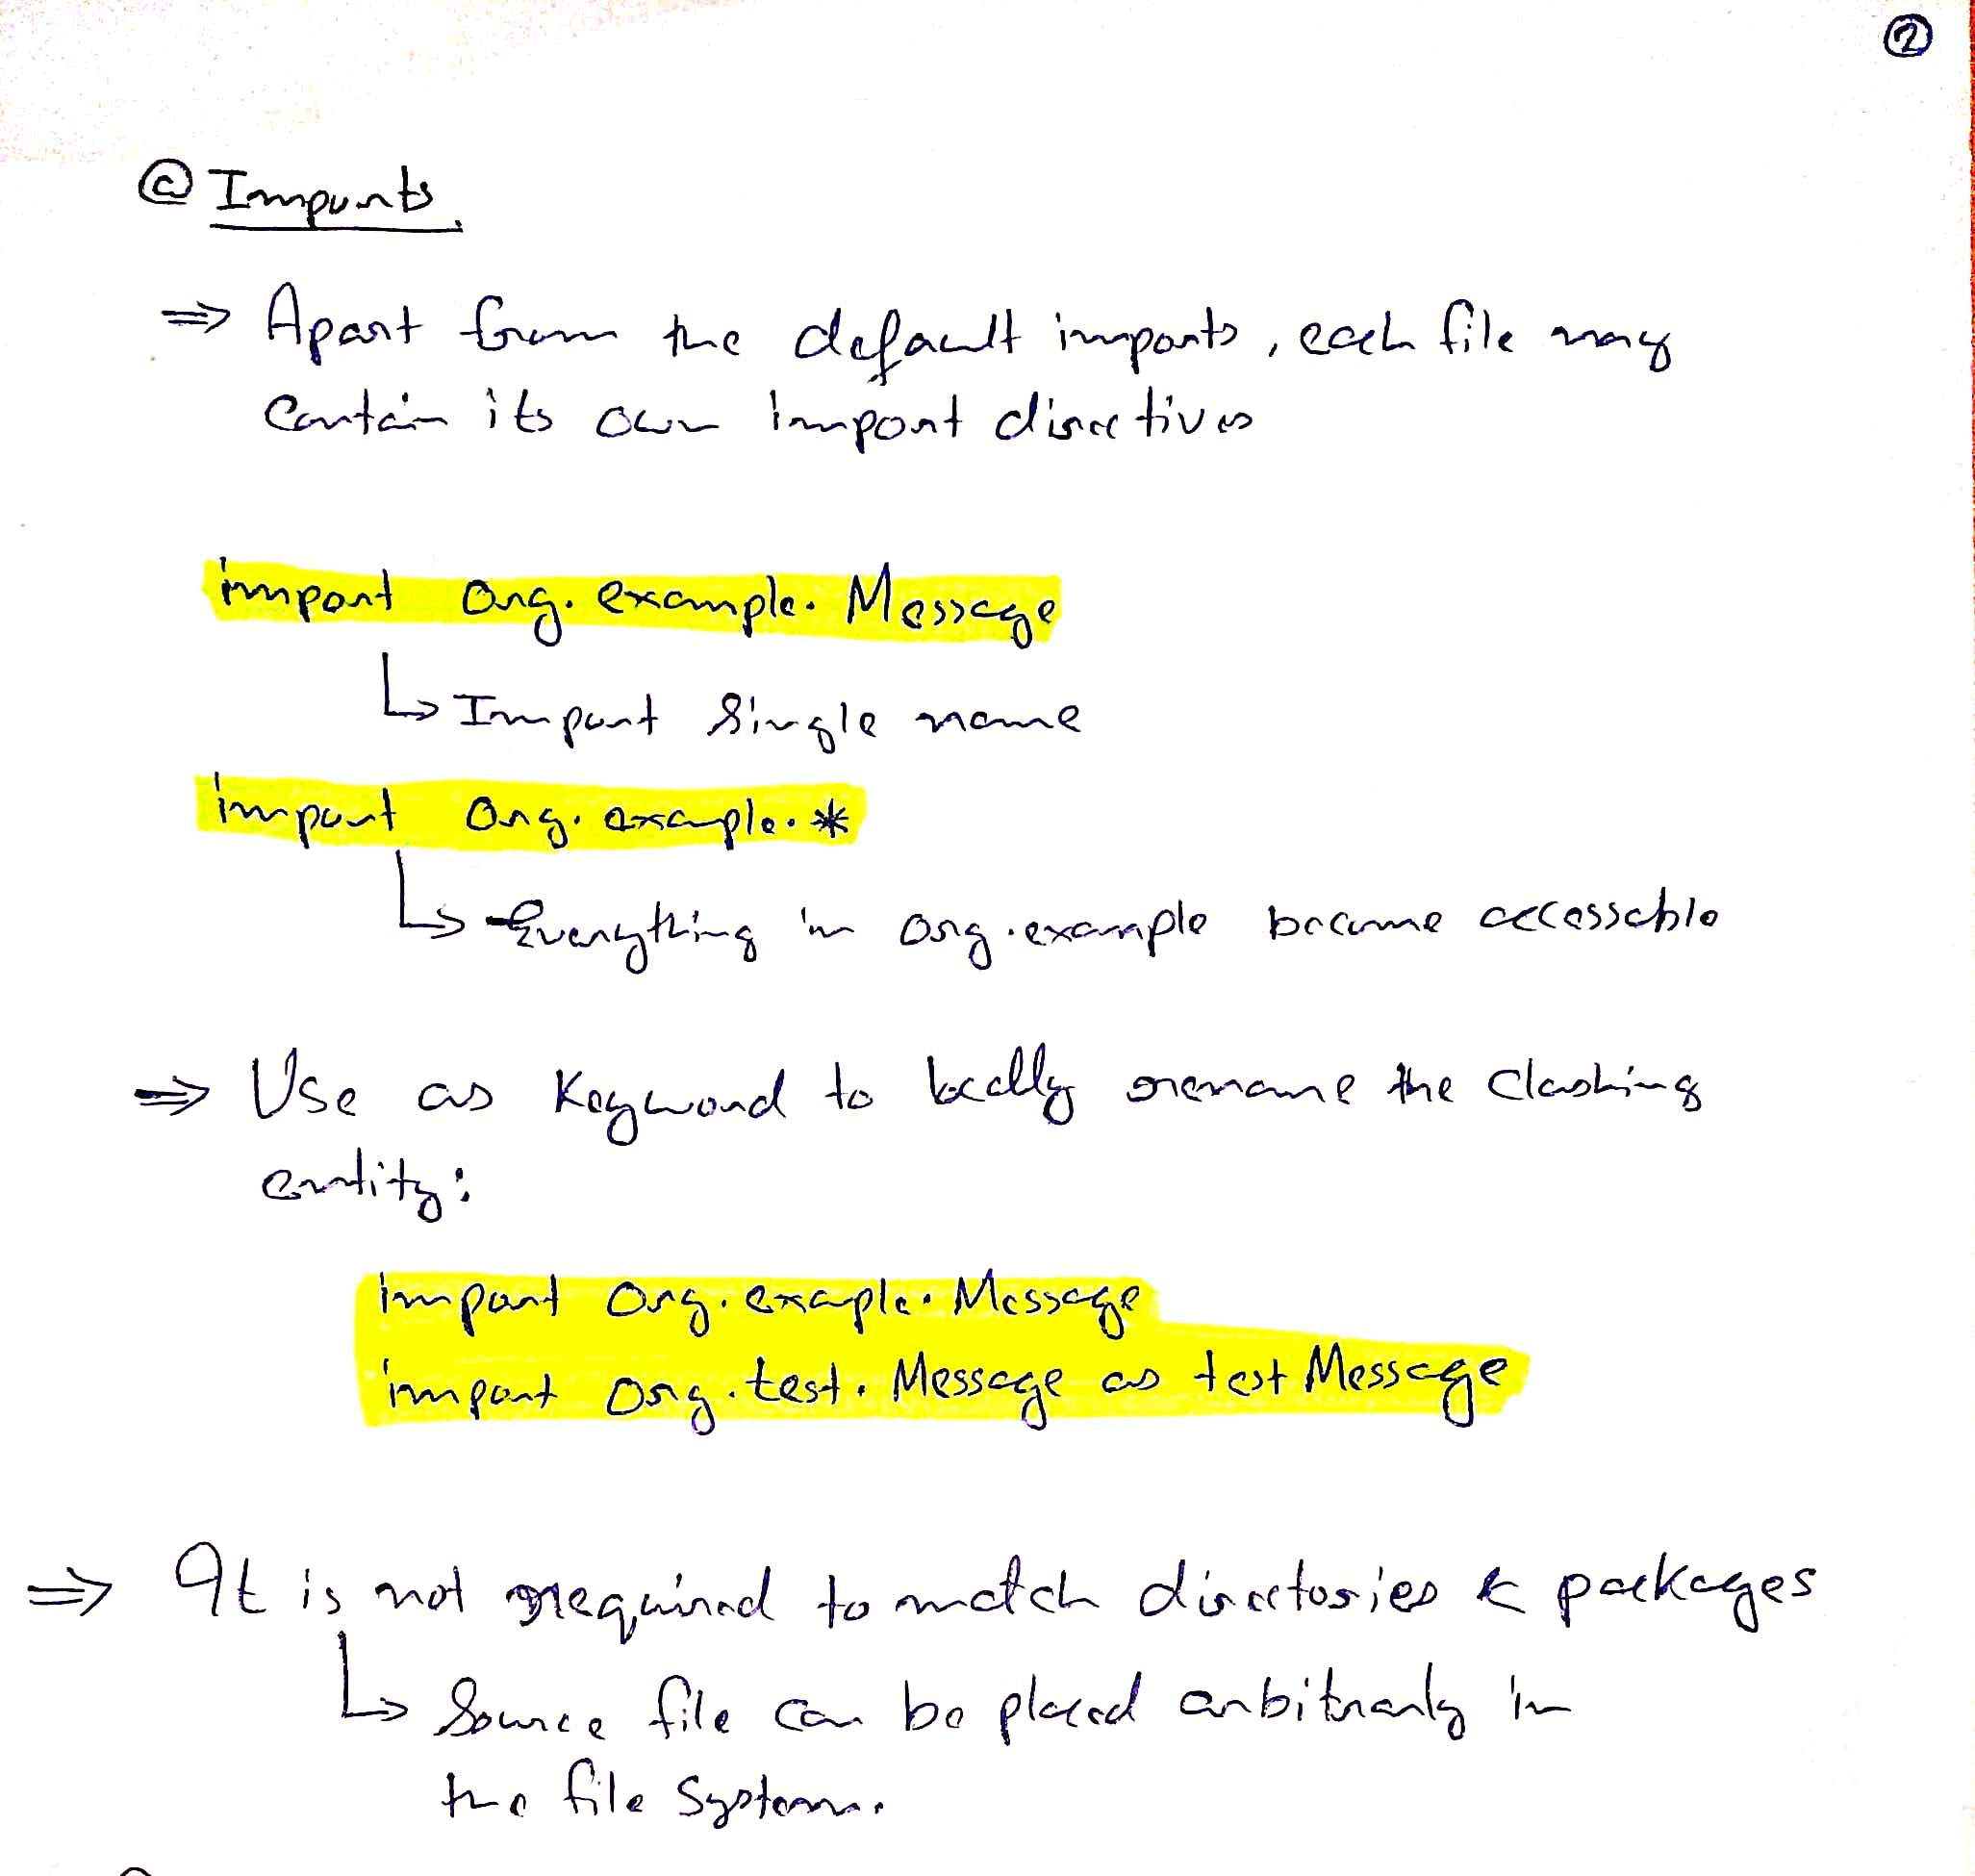 ②
ⓒ Imports.
⇒ Apart from the default imports, each file may
contain its own import directives
import org.example.Message
↳ Import Single name
import org.example.*
↳ Everything in org.example become accessable
⇒ Use as keyword to locally rename the clashing
entity:
import org.example.Message
import org.test.Message as testMessage
⇒ It is not required to match directories & packages
↳ Source file can be placed arbitrarly in
the file System.